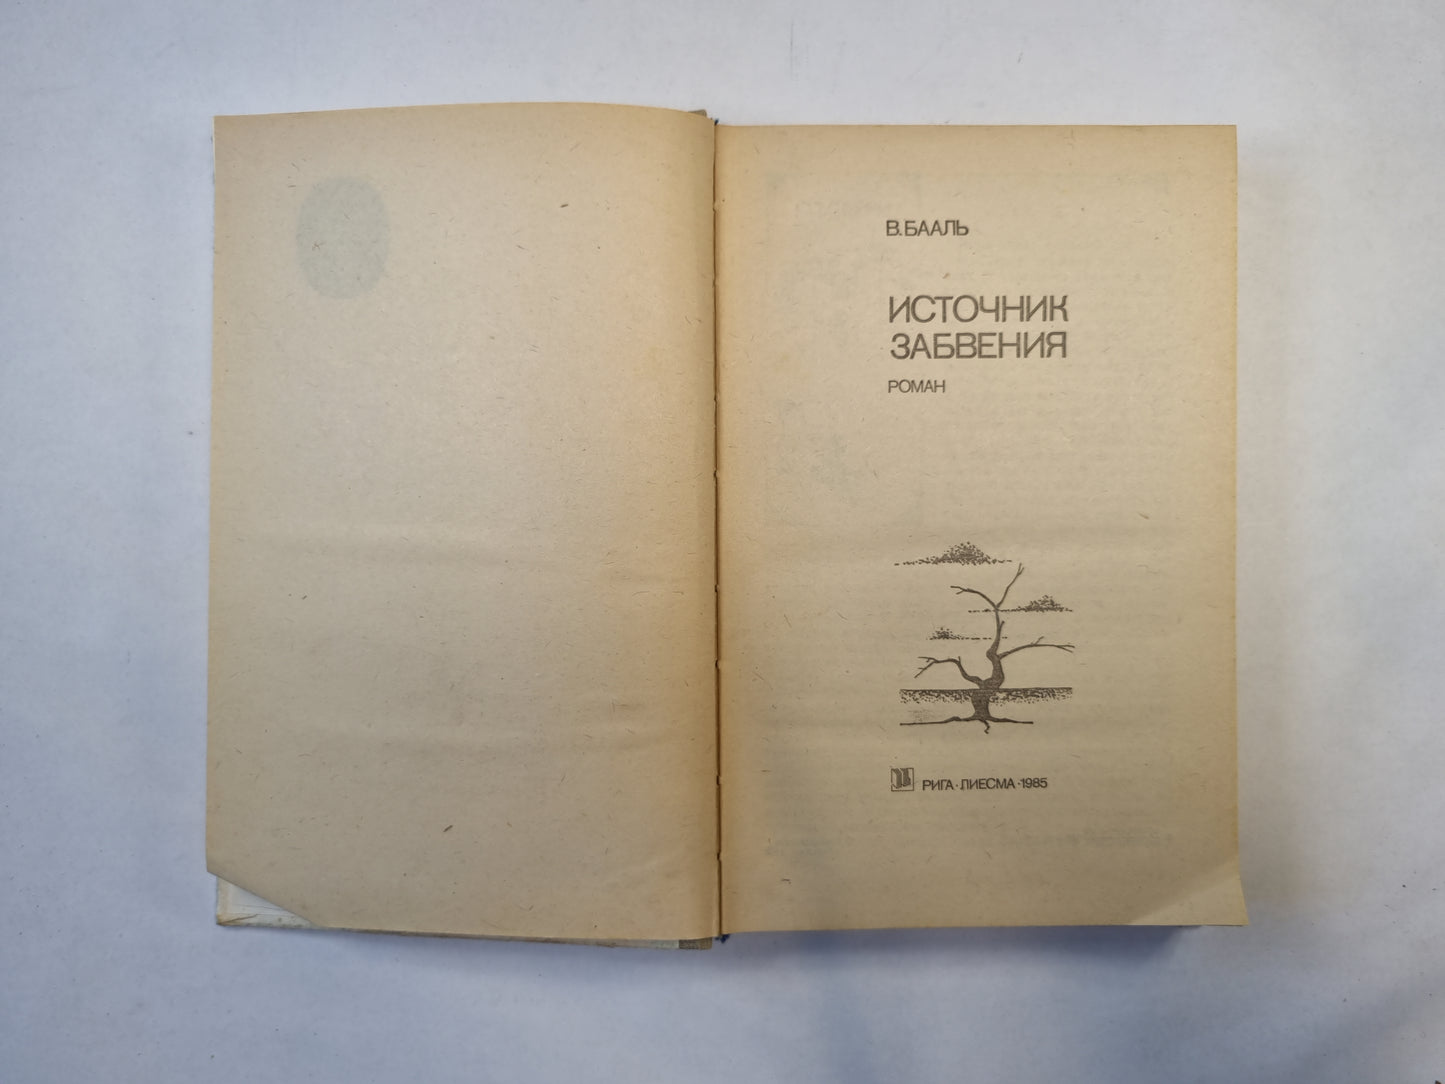 В. БААЛЬ
ИСТОЧНИК
ЗАБВЕНИЯ
РОМАН
РИГА · ЛИЕСМА · 1985